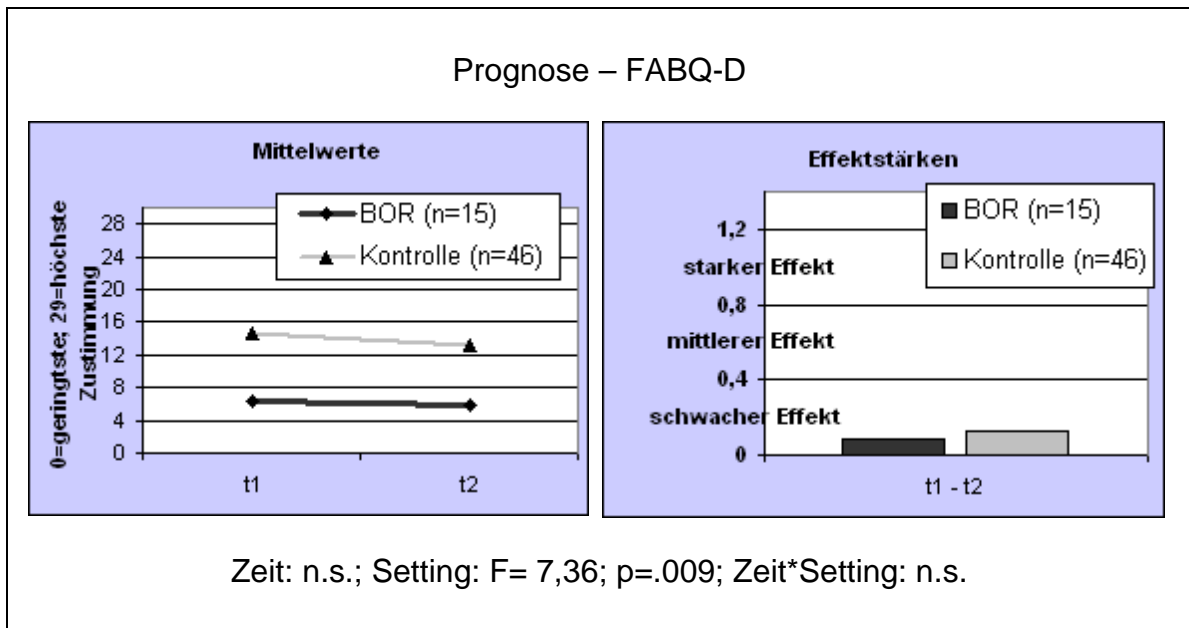 Prognose – FABQ-D
Mittelwerte
0=geringtste; 29=höchste
Zustimmung
28
24
20
16
12
8
4
0
t1
t2
BOR (n=15)
Kontrolle (n=46)
Effektstärken
1,2
starker Effekt
0,8
mittlerer Effekt
0,4
schwacher Effekt
0
t1 - t2
BOR (n=15)
Kontrolle (n=46)
Zeit: n.s.; Setting: F= 7,36; p=.009; Zeit*Setting: n.s.